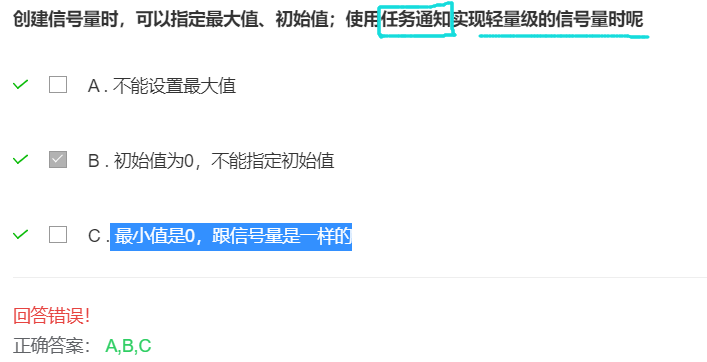 创建信号量时，可以指定最大值、初始值；使用任务通知实现轻量级的信号量时呢
A . 不能设置最大值
B . 初始值为0，不能指定初始值
C . 最小值是0，跟信号量是一样的
回答错误！
正确答案： A,B,C